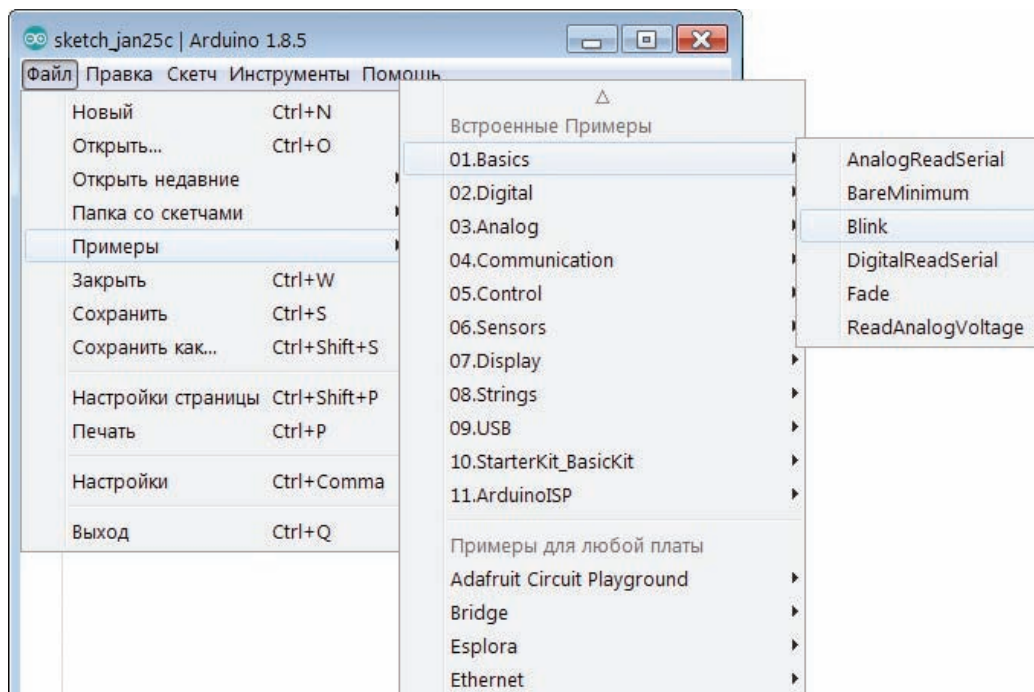 sketch_jan25c | Arduino 1.8.5
Файл Правка Скетч Инструменты Помощь
Новый Ctrl+N
Открыть... Ctrl+O
Открыть недавние
Папка со скетчами
Примеры
Закрыть Ctrl+W
Сохранить Ctrl+S
Сохранить как... Ctrl+Shift+S
Настройки страницы Ctrl+Shift+P
Печать Ctrl+P
Настройки Ctrl+Comma
Выход Ctrl+Q
Встроенные Примеры
01.Basics
02.Digital
03.Analog
04.Communication
05.Control
06.Sensors
07.Display
08.Strings
09.USB
10.StarterKit_BasicKit
11.ArduinoISP
Примеры для любой платы
Adafruit Circuit Playground
Bridge
Esplora
Ethernet
AnalogReadSerial
BareMinimum
Blink
DigitalReadSerial
Fade
ReadAnalogVoltage